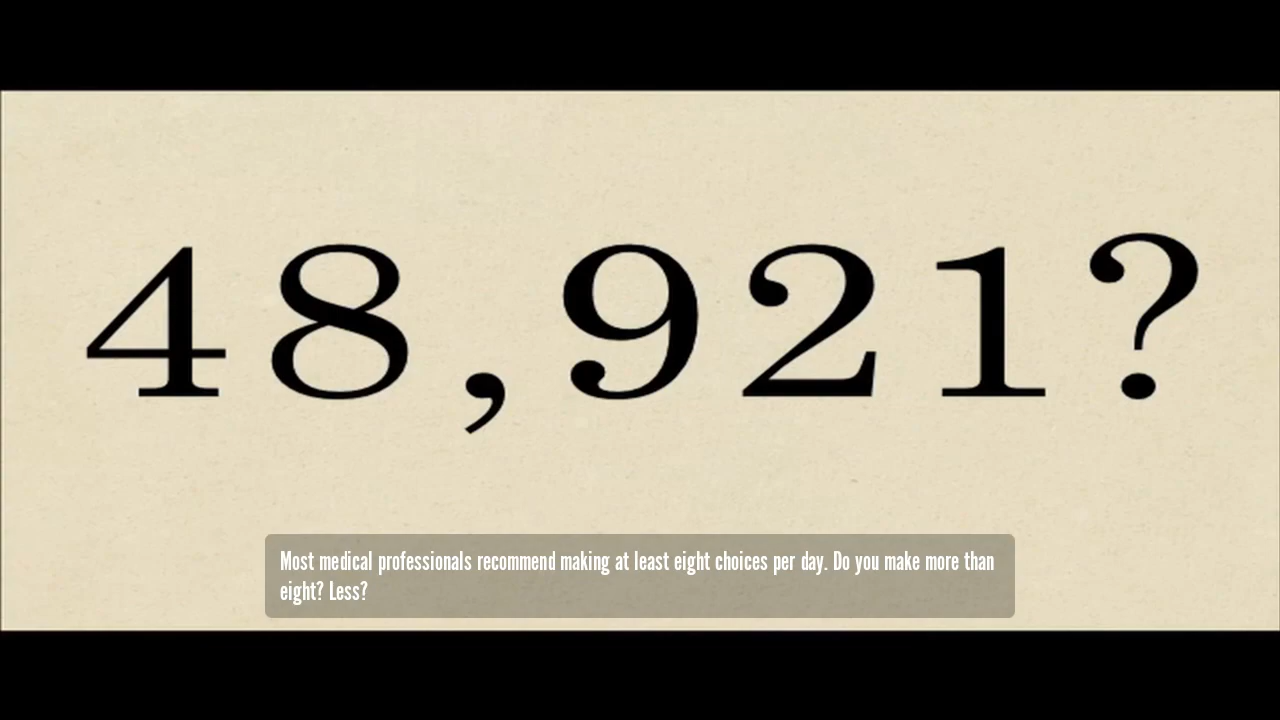 48,921?
Most medical professionals recommend making at least eight choices per day. Do you make more than
eight? Less?